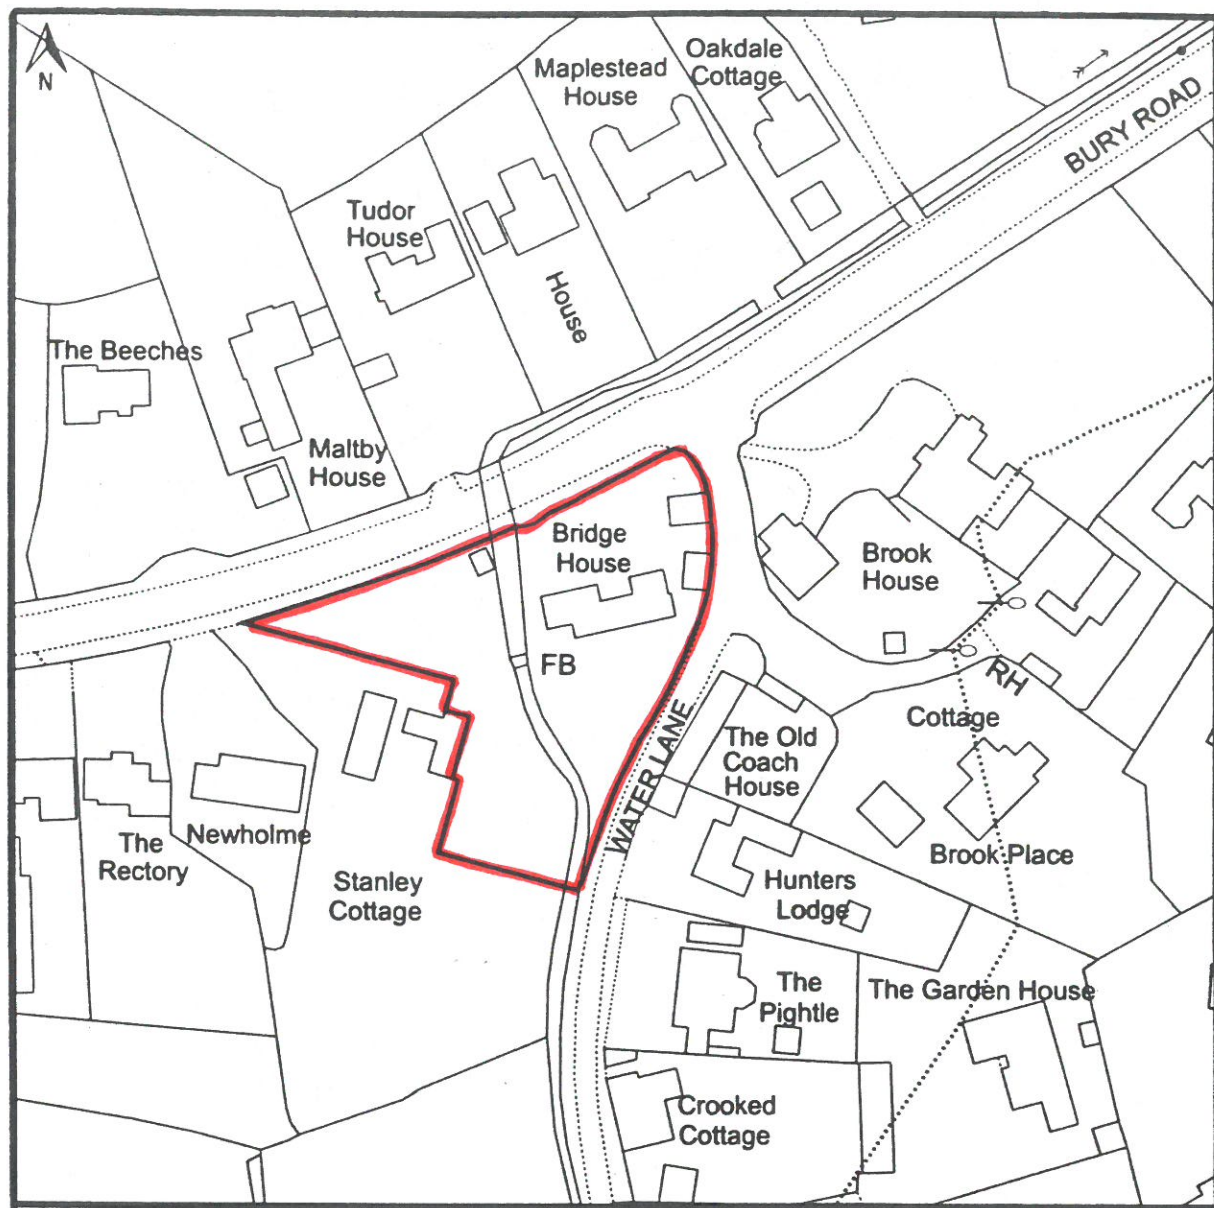 N
Oakdale
Cottage
Maplestead
House
BURY ROAD
Tudor
House
House
The Beeches
Maltby
House
Bridge
House
Brook
House
FB
RH
Cottage
WATER LANE
The Old
Coach
House
The
Rectory
Newholme
Stanley
Cottage
Brook Place
Hunters
Lodge
The
Pightle
The Garden House
Crooked
Cottage